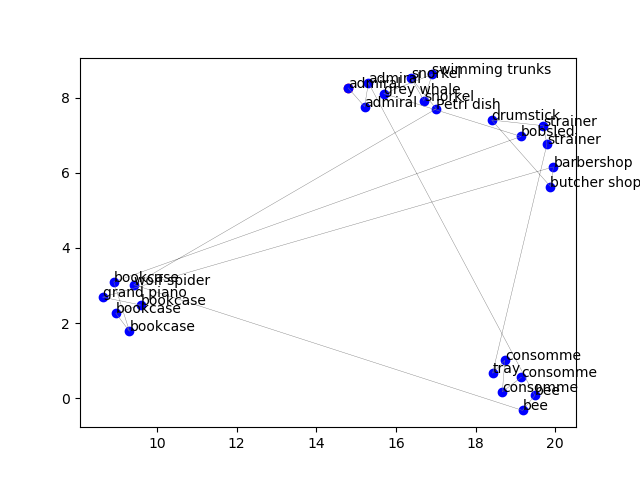 swimming trunks
snorkel
admiral
admiral
grey whale
snorkel
admiral
Petri dish
drumstick
strainer
bobsled
strainer
barbershop
butcher shop
bookcase
wolf spider
grand piano
bookcase
bookcase
bookcase
consomme
tray
consomme
consomme
bee
bee
8
6
4
2
0
10
12
14
16
18
20